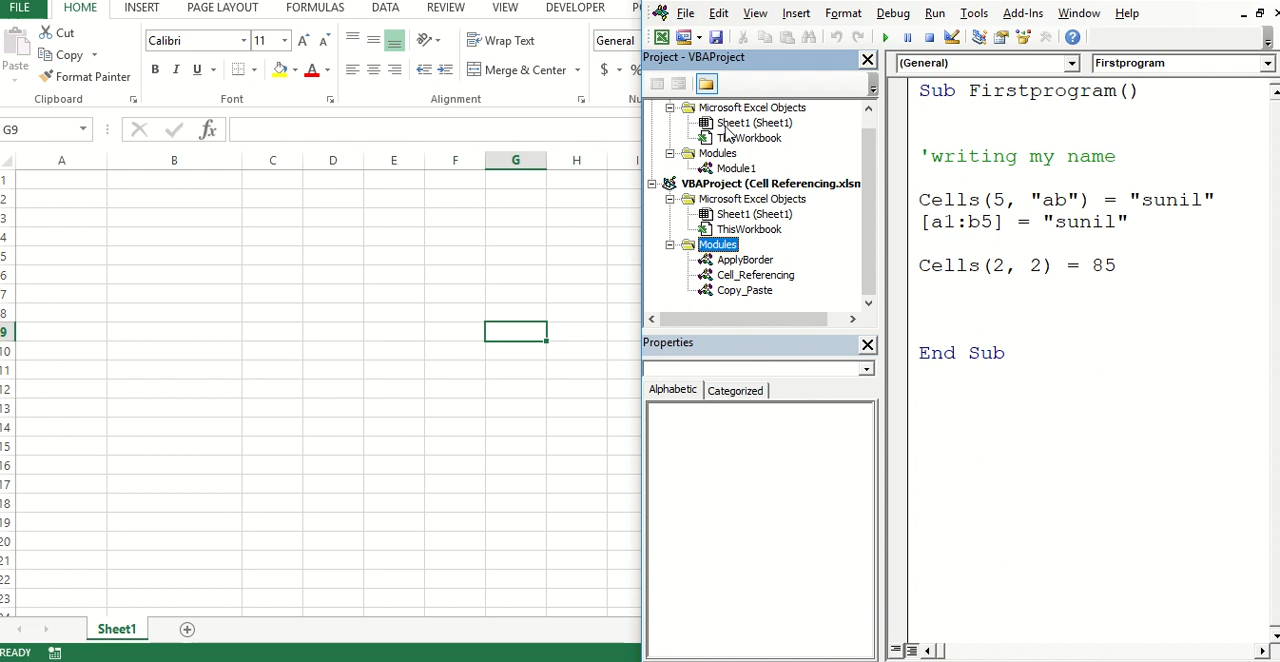 FILE HOME INSERT PAGE LAYOUT FORMULAS DATA REVIEW VIEW DEVELOPER
Paste Cut Copy Format Painter
Calibri 11 Wrap Text General
B I U A Merge & Center $ %
Clipboard Font Alignment
G9 fx
A B C D E F G H
1
2
3
4
5
6
7
8
9
10
11
12
13
14
15
16
17
18
19
20
21
22
23
Sheet1
READY
File Edit View Insert Format Debug Run Tools Add-Ins Window Help
Project - VBAProject
Microsoft Excel Objects
Sheet1 (Sheet1)
Modules
Module1
VBAProject (Cell Referencing.xlsm
Microsoft Excel Objects
Sheet1 (Sheet1)
ThisWorkbook
Modules
ApplyBorder
Cell_Referencing
Copy_Paste
Properties
Alphabetic Categorized
(General) Firstprogram
Sub Firstprogram()
'writing my name
Cells(5, "ab") = "sunil"
[a1:b5] = "sunil"
Cells(2, 2) = 85
End Sub